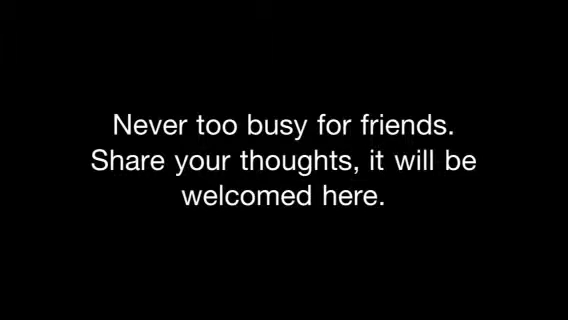 Never too busy for friends.
Share your thoughts, it will be
welcomed here.